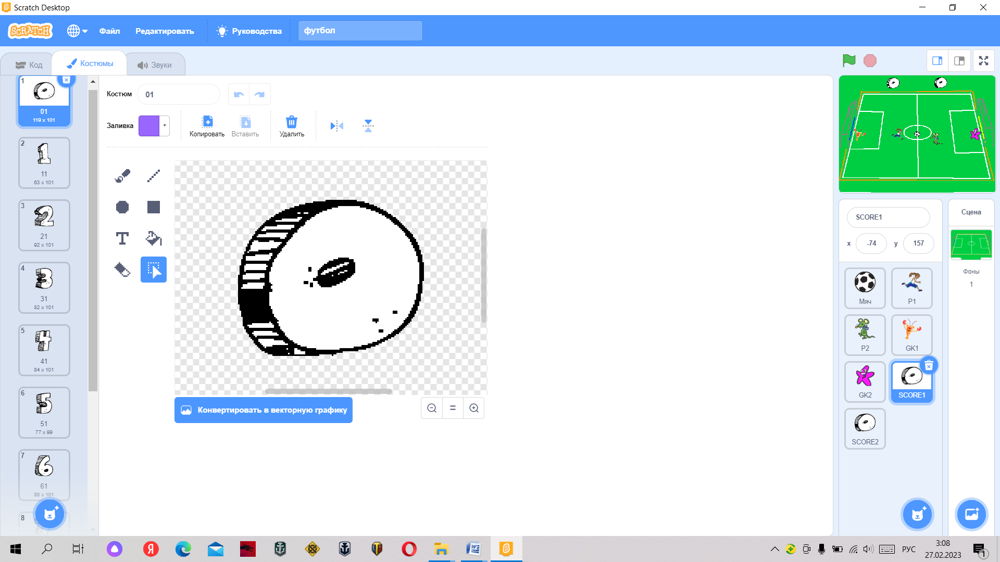 Scratch Desktop
SCRATCH
Файл
Редактировать
Руководства
футбол
Код
Костюмы
Звуки
1
01
119 x 101
2
11
63 x 101
3
21
92 x 101
4
31
82 x 101
5
41
84 x 101
6
51
77 x 99
7
61
88 x 101
8
Костюм
01
Заливка
Копировать
Вставить
Удалить
T
Конвертировать в векторную графику
SCORE1
x
-74
y
157
Мяч
P1
P2
GK1
GK2
SCORE1
SCORE2
Сцена
Фоны
1
Я
W
РУС
3:08
27.02.2023
1